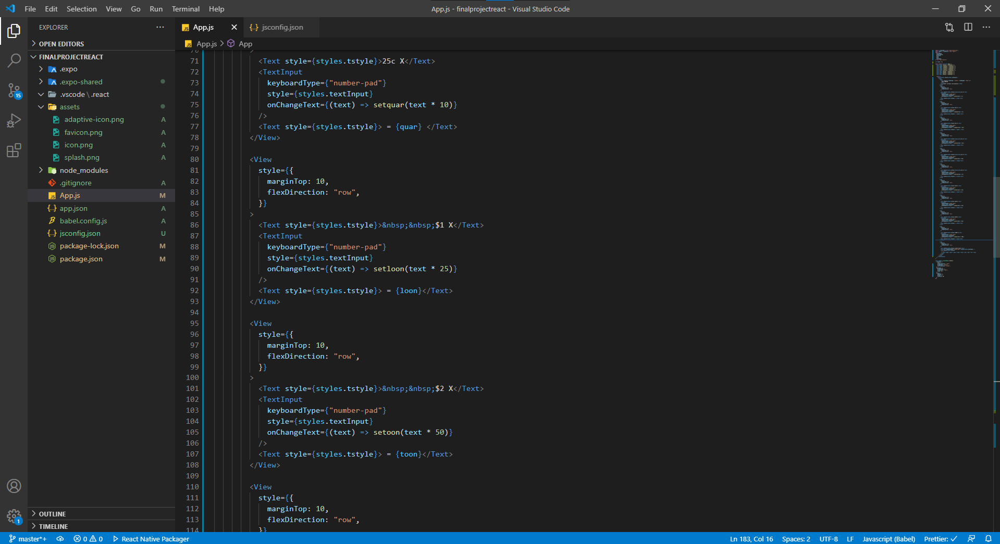 File Edit Selection View Go Run Terminal Help
App.js - finalprojectreact - Visual Studio Code
EXPLORER
OPEN EDITORS
FINALPROJECTREACT
.expo
.expo-shared
.vscode \ .react
assets
adaptive-icon.png A
favicon.png A
icon.png A
splash.png A
node_modules
.gitignore A
App.js M
app.json A
babel.config.js A
jsconfig.json U
package-lock.json M
package.json M
OUTLINE
TIMELINE
15
1
App.js
jsconfig.json
App.js > App
70 >
71 <Text style={styles.tstyle}>25c X</Text>
72 <TextInput
73 keyboardType={"number-pad"}
74 style={styles.textInput}
75 onChangeText={(text) => setquar(text * 10)}
76 />
77 <Text style={styles.tstyle}> = {quar} </Text>
78 </View>
79
80 <View
81 style={{
82 marginTop: 10,
83 flexDirection: "row",
84 }}
85 >
86 <Text style={styles.tstyle}>&nbsp;&nbsp;$1 X</Text>
87 <TextInput
88 keyboardType={"number-pad"}
89 style={styles.textInput}
90 onChangeText={(text) => setloon(text * 25)}
91 />
92 <Text style={styles.tstyle}> = {loon}</Text>
93 </View>
94
95 <View
96 style={{
97 marginTop: 10,
98 flexDirection: "row",
99 }}
100 >
101 <Text style={styles.tstyle}>&nbsp;&nbsp;$2 X</Text>
102 <TextInput
103 keyboardType={"number-pad"}
104 style={styles.textInput}
105 onChangeText={(text) => setoon(text * 50)}
106 />
107 <Text style={styles.tstyle}> = {toon}</Text>
108 </View>
109
110 <View
111 style={{
112 marginTop: 10,
113 flexDirection: "row",
114 }}
master*+ 0 0 React Native Packager
Ln 183, Col 16 Spaces: 2 UTF-8 LF Javascript (Babel) Prettier: ✓